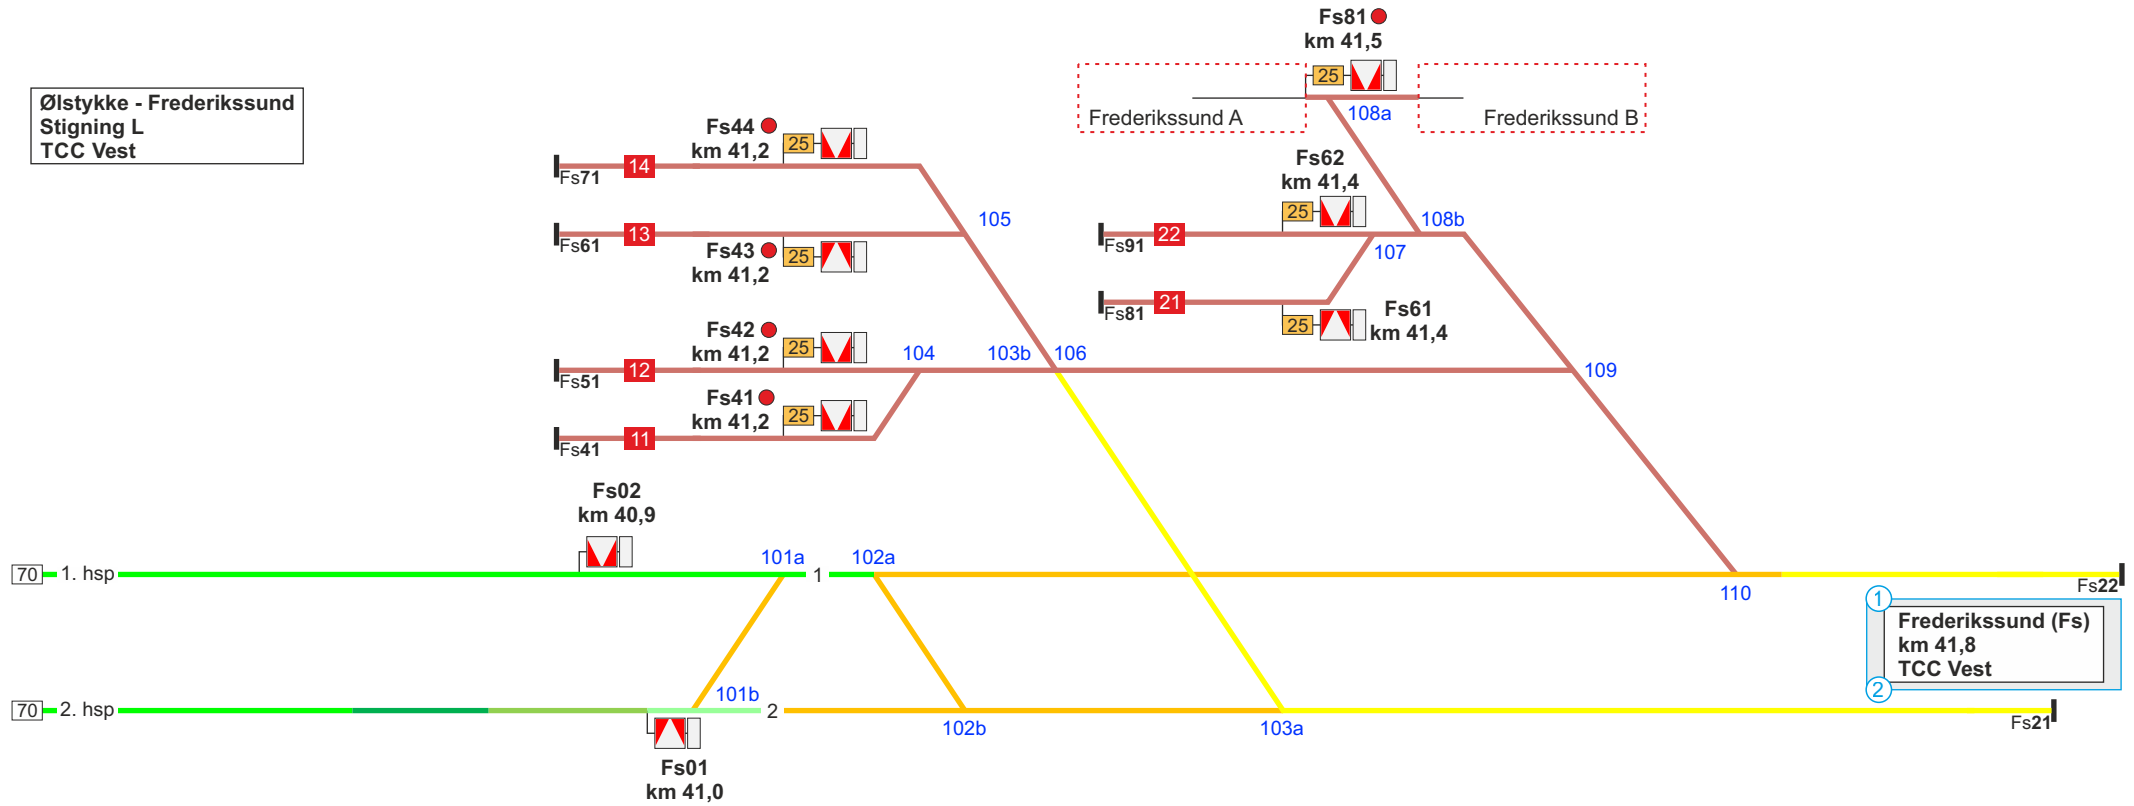 Fs81
km 41,5
25
Ølstykke - Frederikssund
Stigning L
TCC Vest
Frederikssund A
108a
Frederikssund B
Fs44
km 41,2
25
Fs71
14
Fs62
km 41,4
25
105
108b
Fs61
13
Fs43
km 41,2
25
Fs91
22
107
Fs81
21
25
Fs61
km 41,4
Fs42
km 41,2
25
104
103b
106
109
Fs51
12
Fs41
km 41,2
25
Fs41
11
Fs02
km 40,9
101a
102a
70
1. hsp
1
110
Fs22
1
Frederikssund (Fs)
km 41,8
TCC Vest
2
101b
70
2. hsp
2
102b
103a
Fs21
Fs01
km 41,0